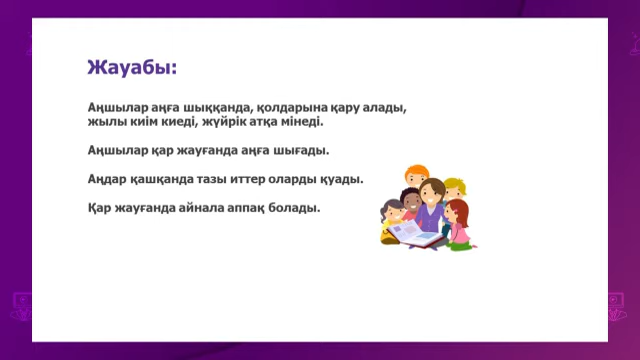 Жауабы:
Аңшылар аңға шыққанда, қолдарына қару алады,
жылы киім киеді, жүйрік атқа мінеді.
Аңшылар қар жауғанда аңға шығады.
Аңдар қашқанда тазы иттер оларды қуады.
Қар жауғанда айнала аппақ болады.